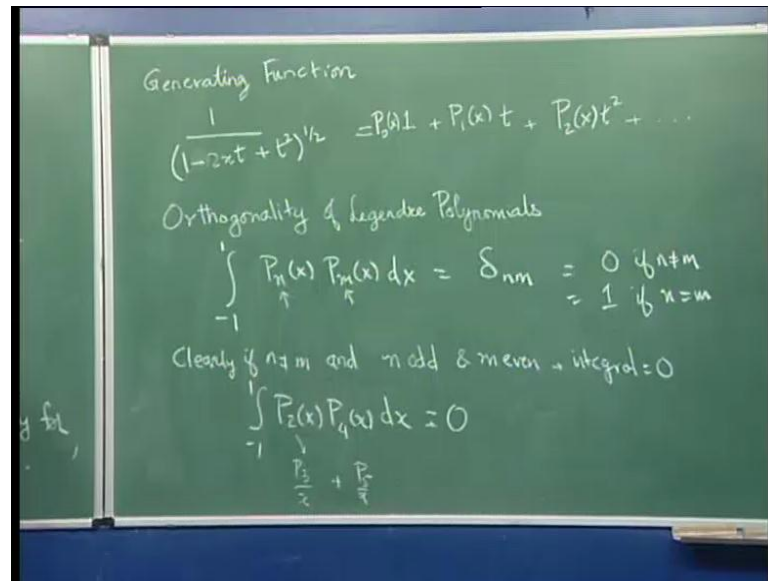 Generating Function
1/(1-2xt + t²)^1/2 = P₀(x)1 + P₁(x) t + P₂(x)t² + ...
Orthogonality of Legendre Polynomials
∫₋₁¹ Pₙ(x) Pₘ(x) dx = δₙₘ = 0 if n≠m
= 1 if n=m
Clearly if n≠m and n odd & m even → integral = 0
∫₋₁¹ P₂(x) P₄(x) dx = 0
y for
,